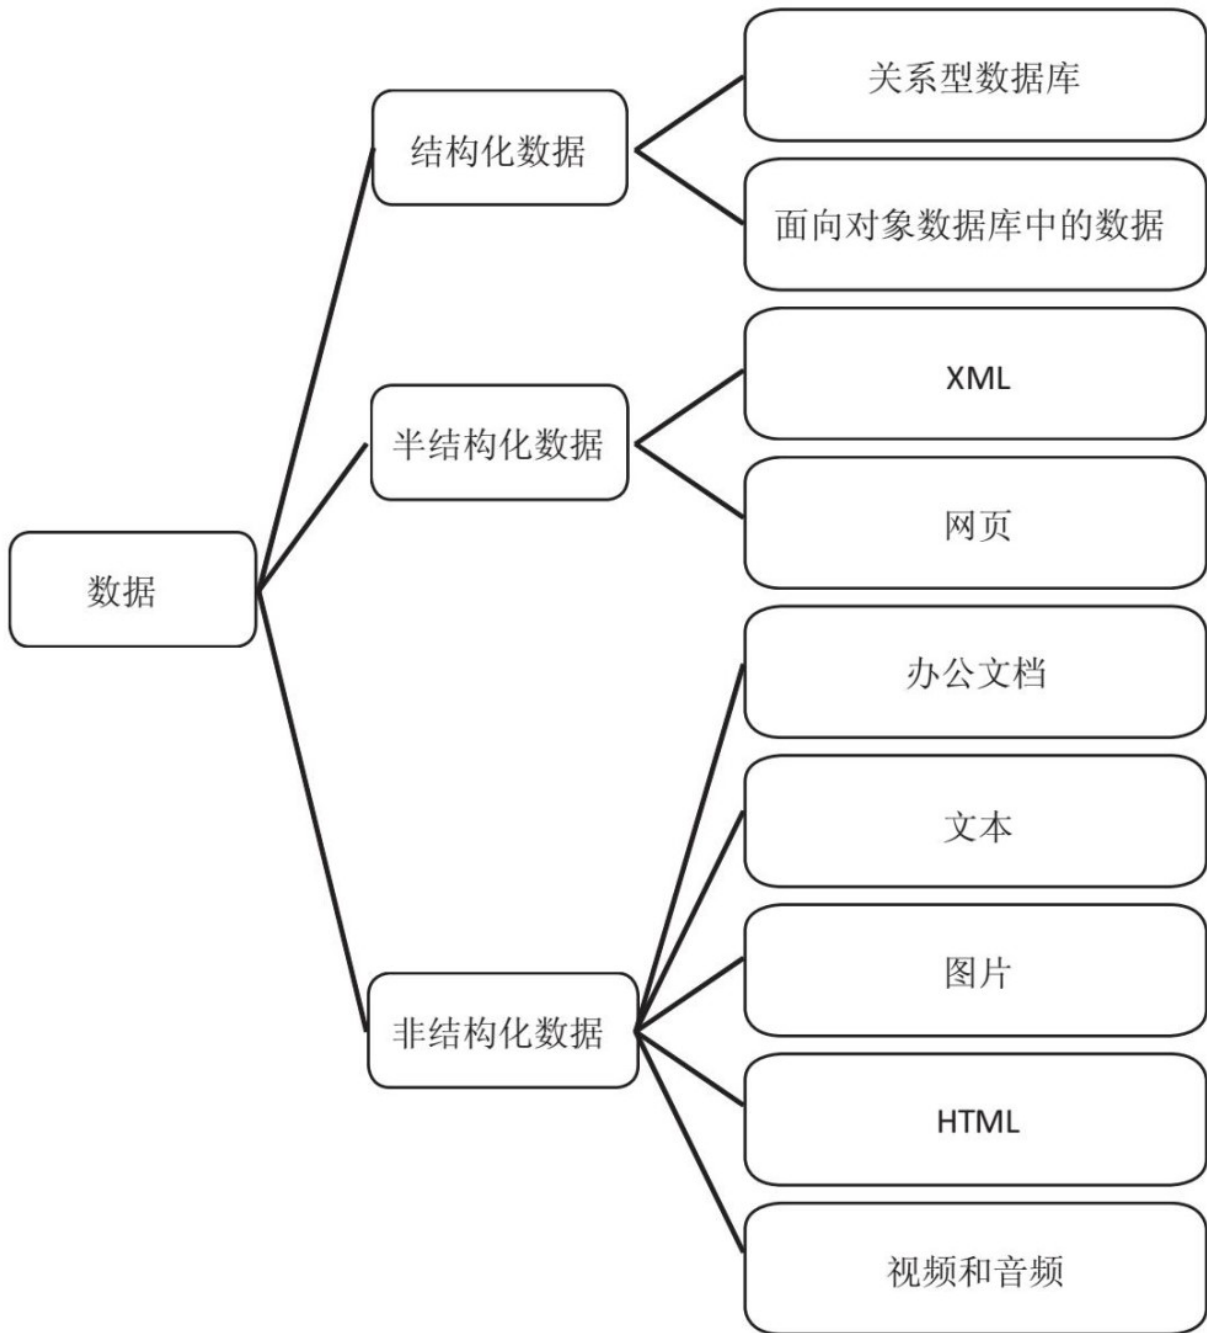 关系型数据库
结构化数据
面向对象数据库中的数据
XML
半结构化数据
网页
数据
办公文档
文本
图片
非结构化数据
HTML
视频和音频